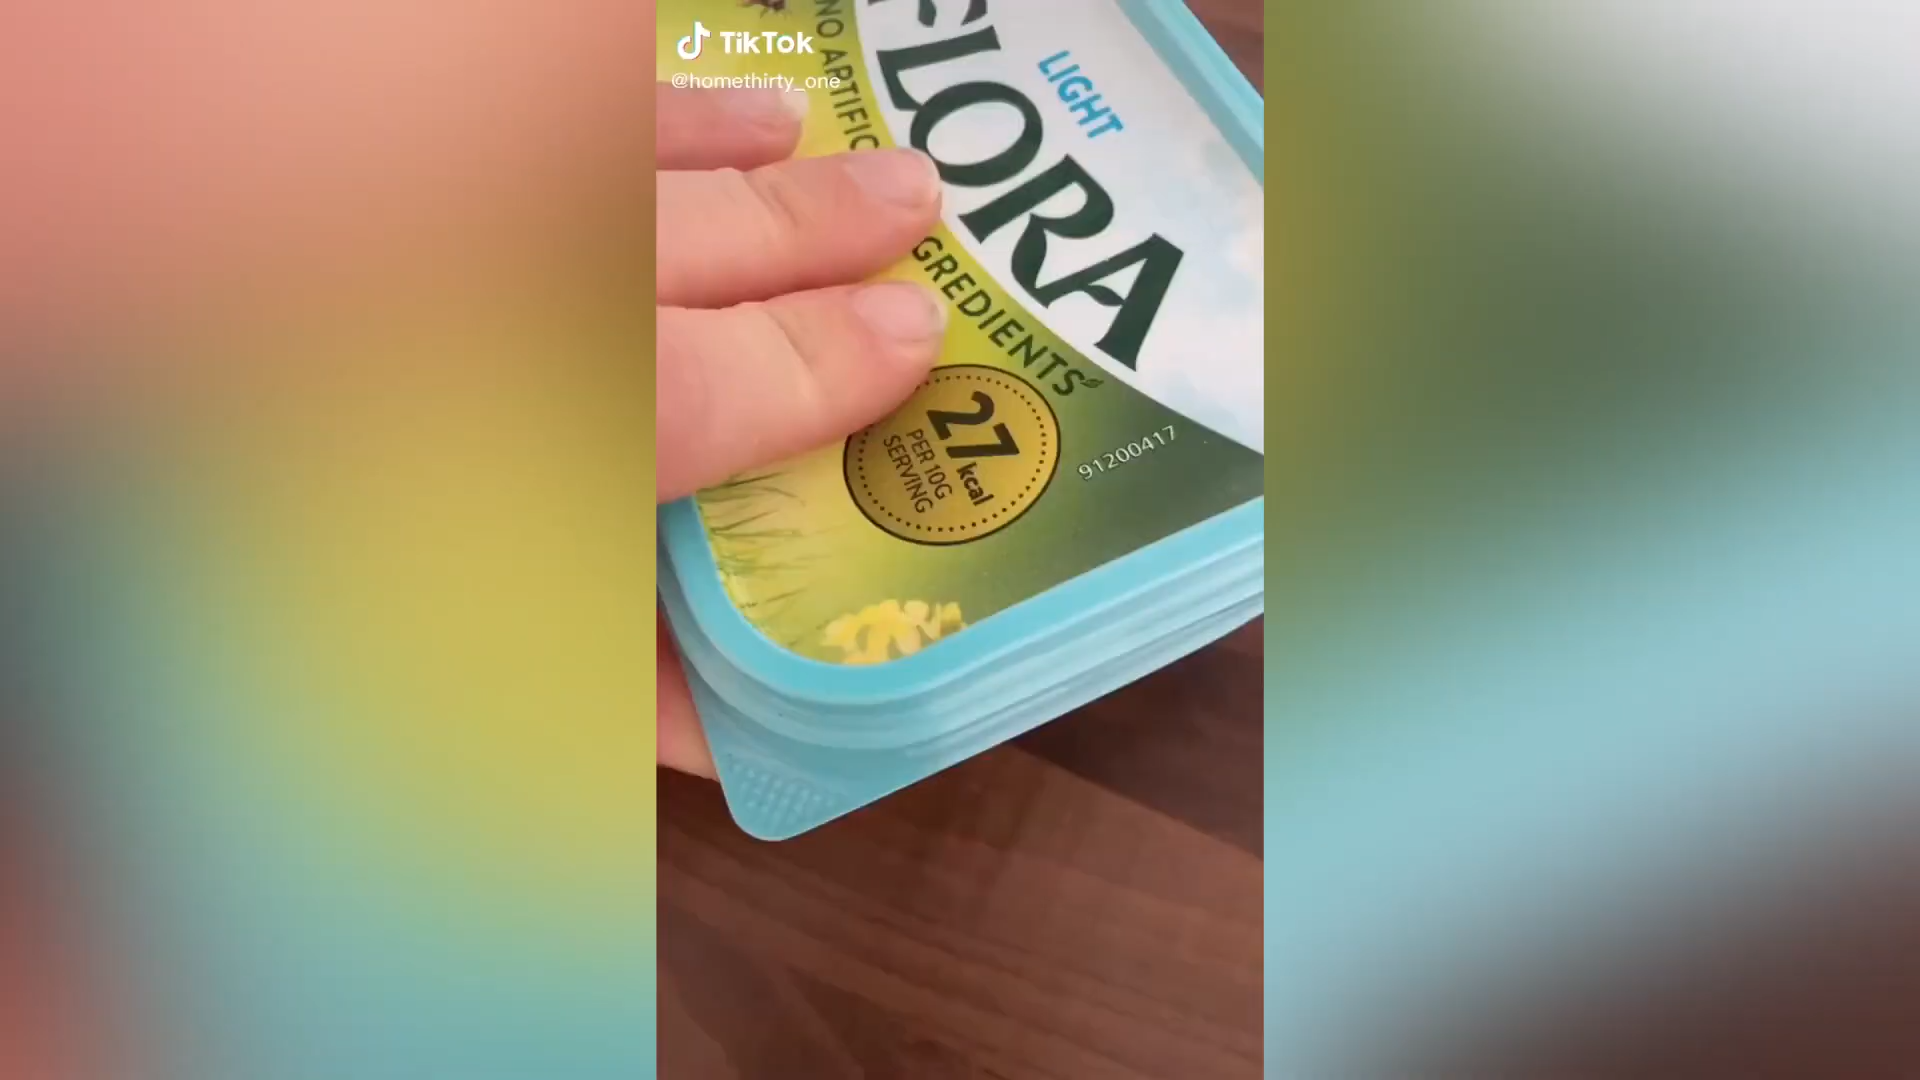 TikTok
@homethirty_one
FLORA
LIGHT
NO ARTIFIC
GREDIENTS
27 kcal
PER 10G
SERVING
91200417